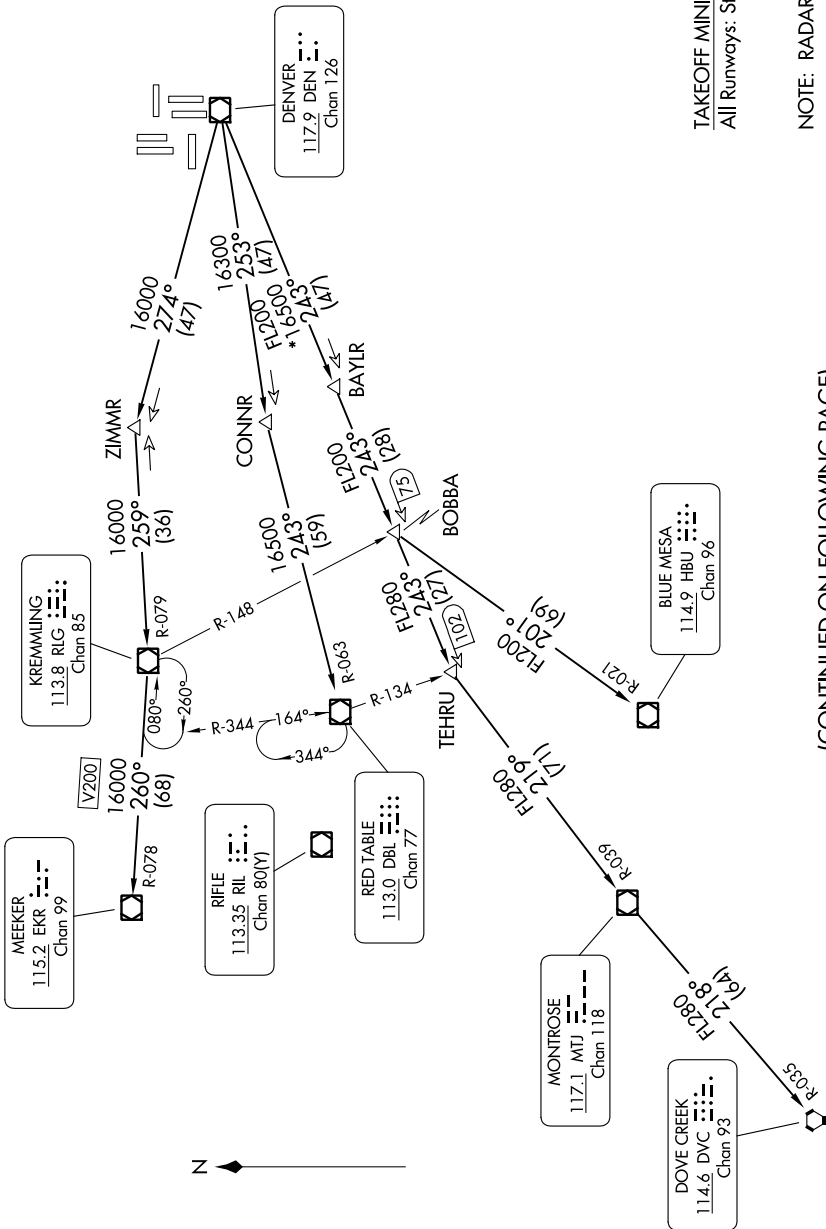 DENVER
117.9 DEN
Chan 126
TAKEOFF MINI
All Runways: St
NOTE: RADAR
16000
274°
(47)
16300
253°
(47)
FL200
*16500
243°
(47)
ZIMMR
CONNR
BAYLR
16000
259°
(36)
16500
243°
(59)
FL200
243°
(28)
75
BOBBA
KREMMLING
113.8 RLG
Chan 85
R-079
R-148
R-063
FL280
243°
(27)
102
TEHRU
FL200
201°
(69)
R-021
BLUE MESA
114.9 HBU
Chan 96
080°
260°
R-344
164°
344°
R-134
V200
16000
260°
(68)
R-078
MEEKER
115.2 EKR
Chan 99
RIFLE
113.35 RIL
Chan 80(Y)
RED TABLE
113.0 DBL
Chan 77
FL280
219°
(71)
R-039
MONTROSE
117.1 MTJ
Chan 118
FL280
218°
(64)
R-035
DOVE CREEK
114.6 DVC
Chan 93
N
(CONTINUED ON FOLLOWING PAGE)